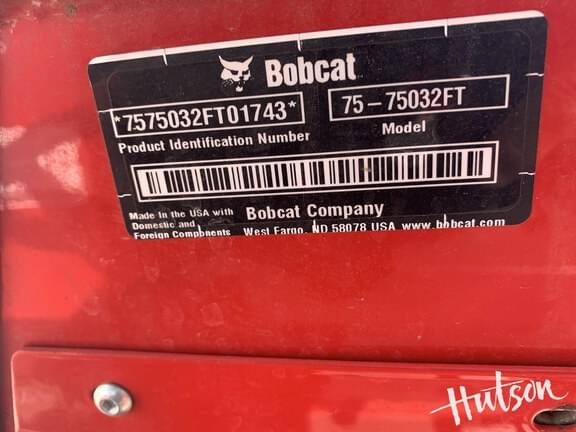 Bobcat
*7575032FT01743*
75-75032FT
Product Identification Number
Model
Made in the USA with
Domestic and
Foreign Components
Bobcat Company
West Fargo, ND 58078 USA www.bobcat.com
Hutson